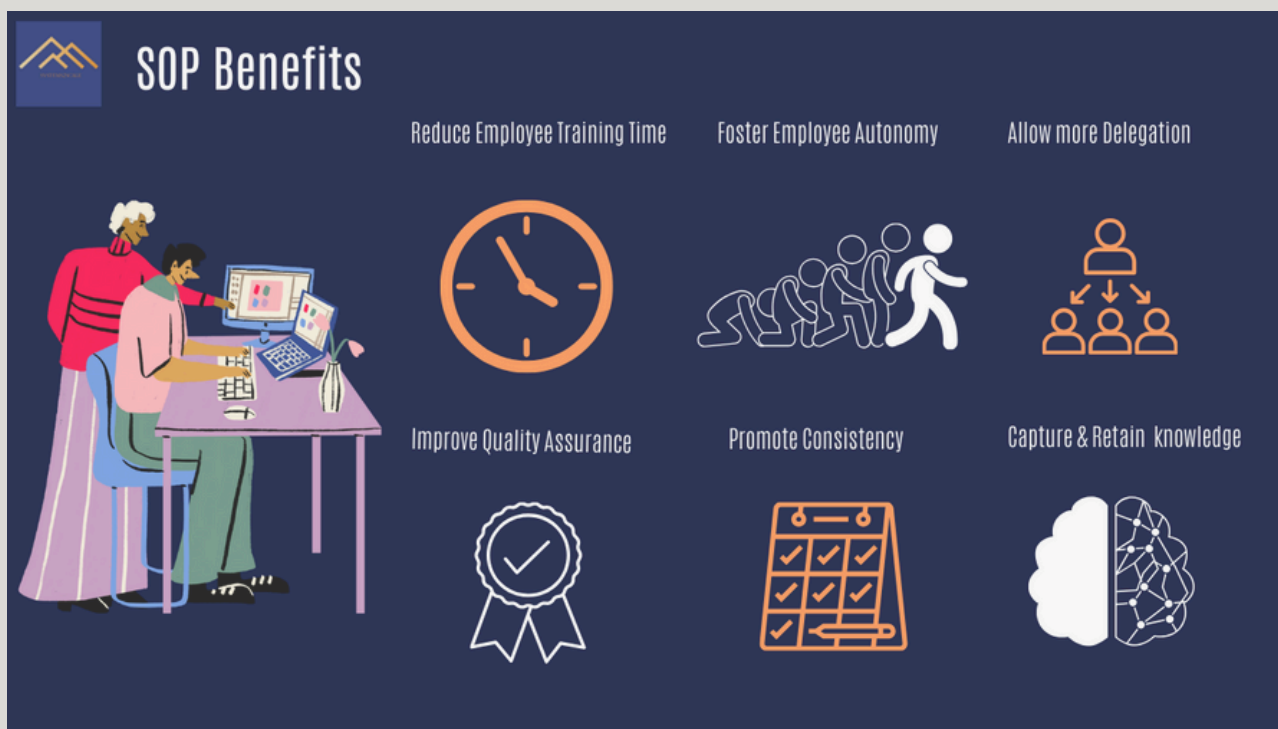 SOP Benefits
Reduce Employee Training Time
Foster Employee Autonomy
Allow more Delegation
Improve Quality Assurance
Promote Consistency
Capture & Retain knowledge